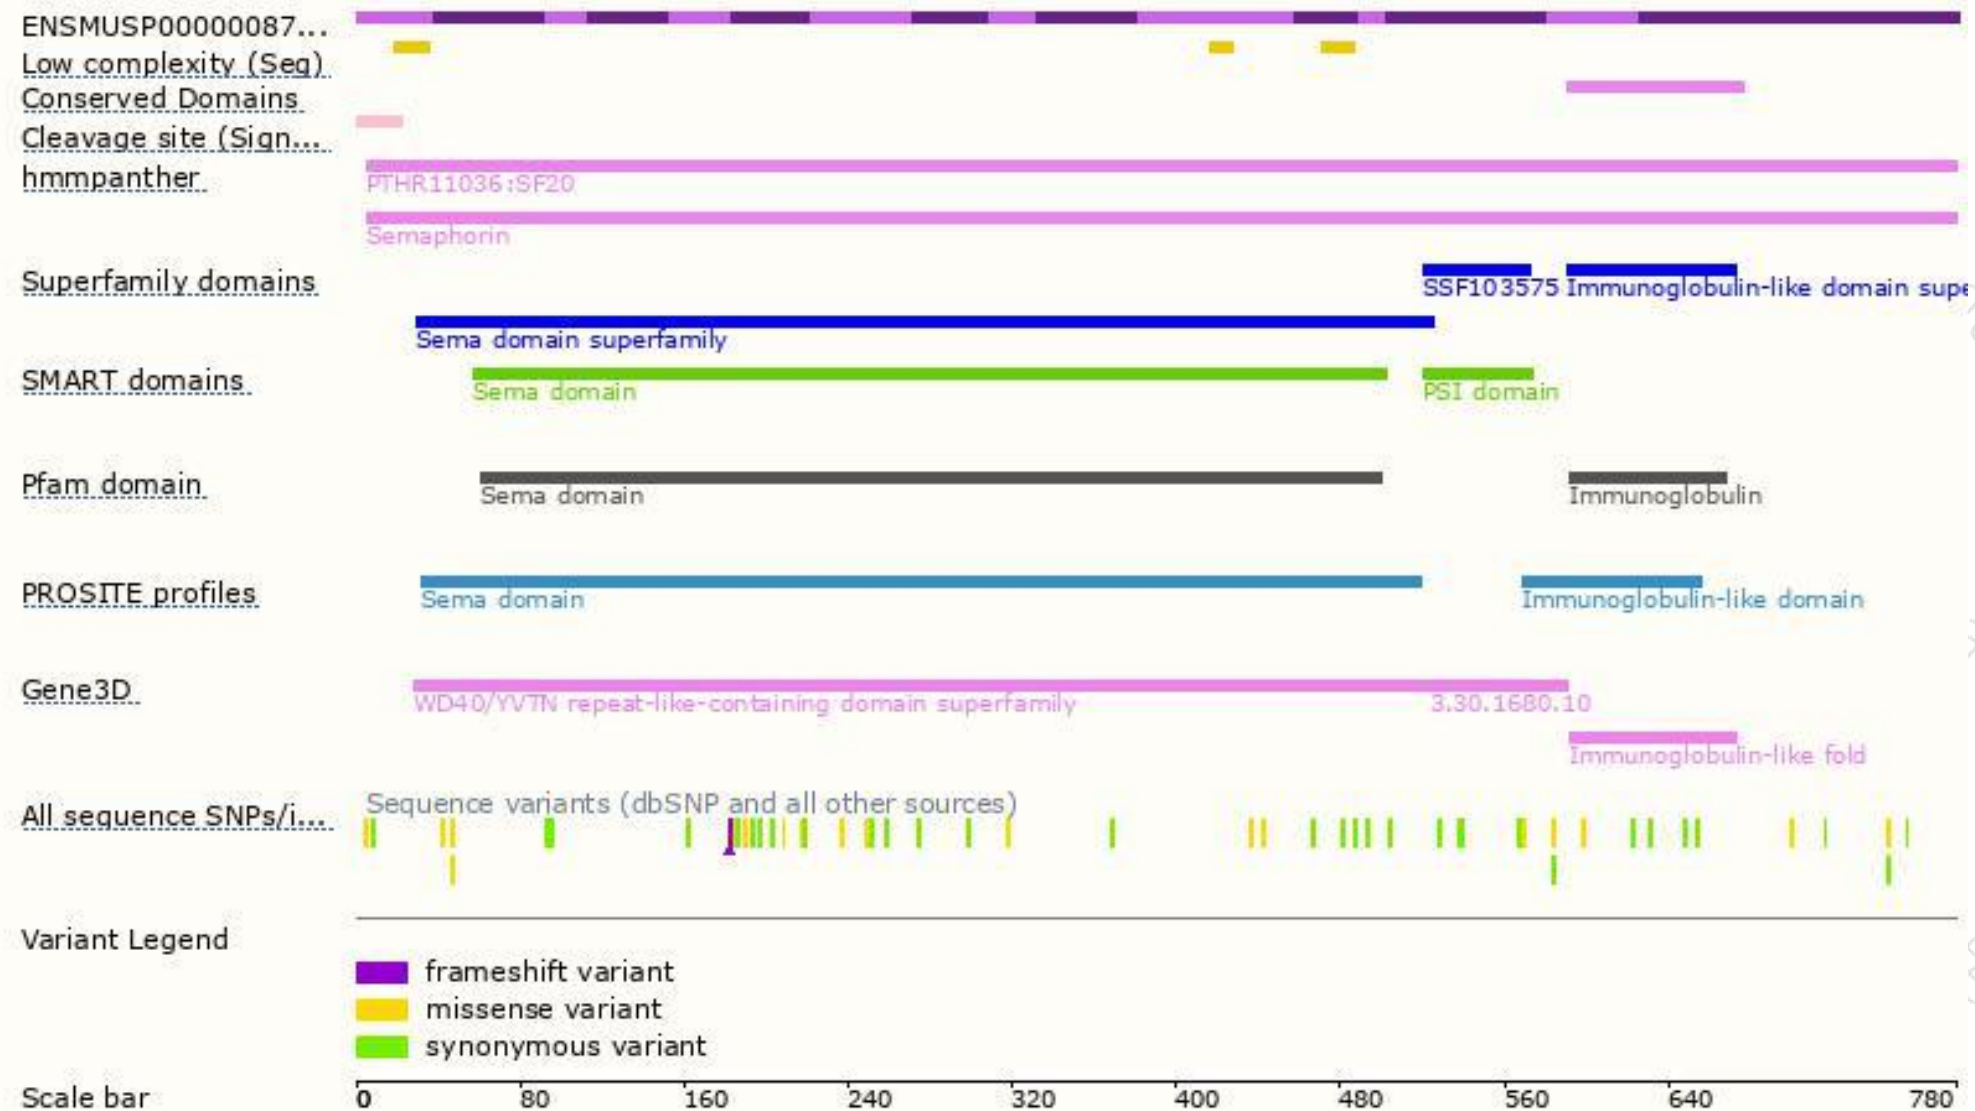 ENSMUSP00000087...
Low complexity (Seg)
Conserved Domains
Cleavage site (Sign...
hmmpanther
PTHR11036:SF20
Semaphorin
Superfamily domains
SSF103575 Immunoglobulin-like domain supe
Sema domain superfamily
SMART domains
Sema domain PSI domain
Pfam domain
Sema domain Immunoglobulin
PROSITE profiles
Sema domain Immunoglobulin-like domain
Gene3D
WD40/YVTN repeat-like-containing domain superfamily 3.30.1680.10
Immunoglobulin-like fold
All sequence SNPs/i...
Sequence variants (dbSNP and all other sources)
Variant Legend
frameshift variant
missense variant
synonymous variant
Scale bar 0 80 160 240 320 400 480 560 640 780